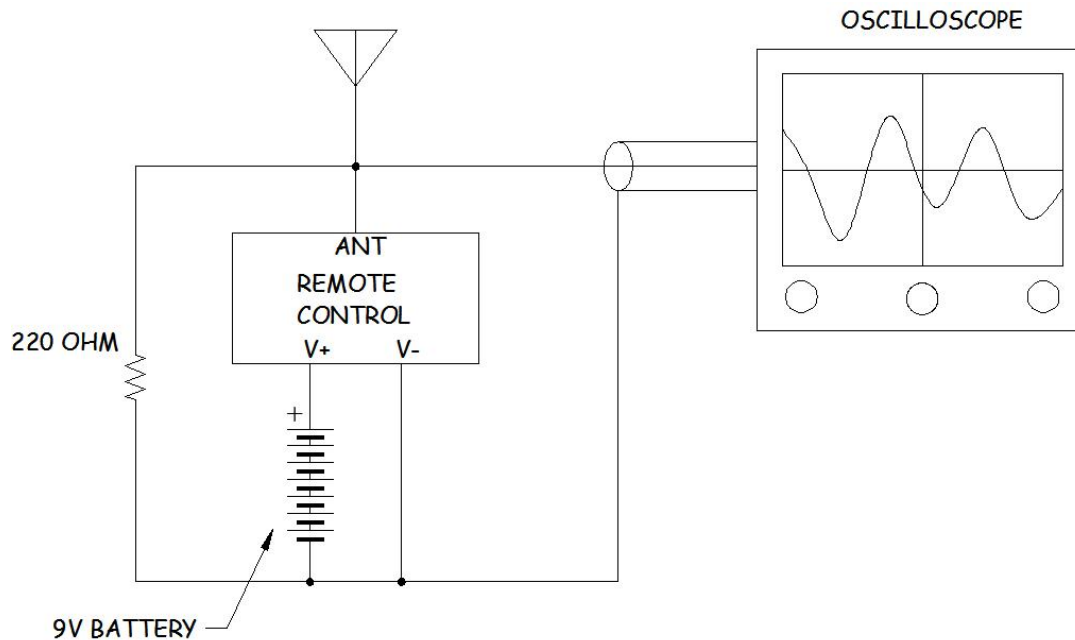 OSCILLOSCOPE
ANT
REMOTE
CONTROL
V+ V-
220 OHM
+
9V BATTERY